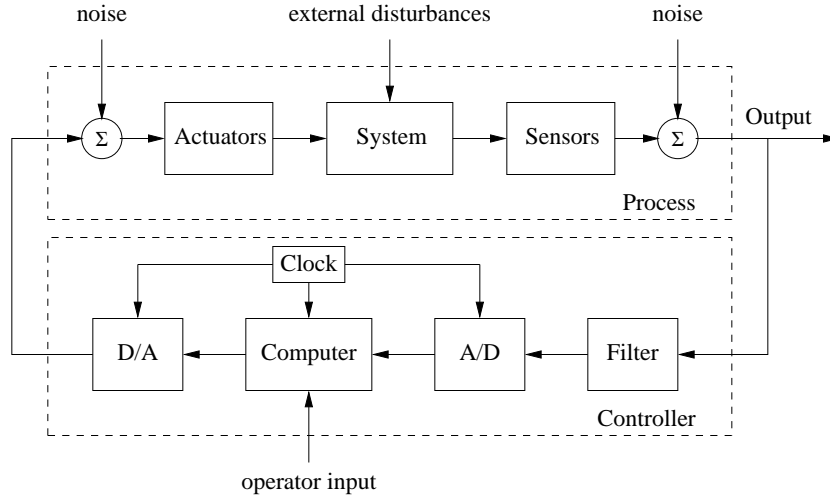 noise
external disturbances
noise
Output
Σ
Actuators
System
Sensors
Σ
Process
Clock
D/A
Computer
A/D
Filter
Controller
operator input